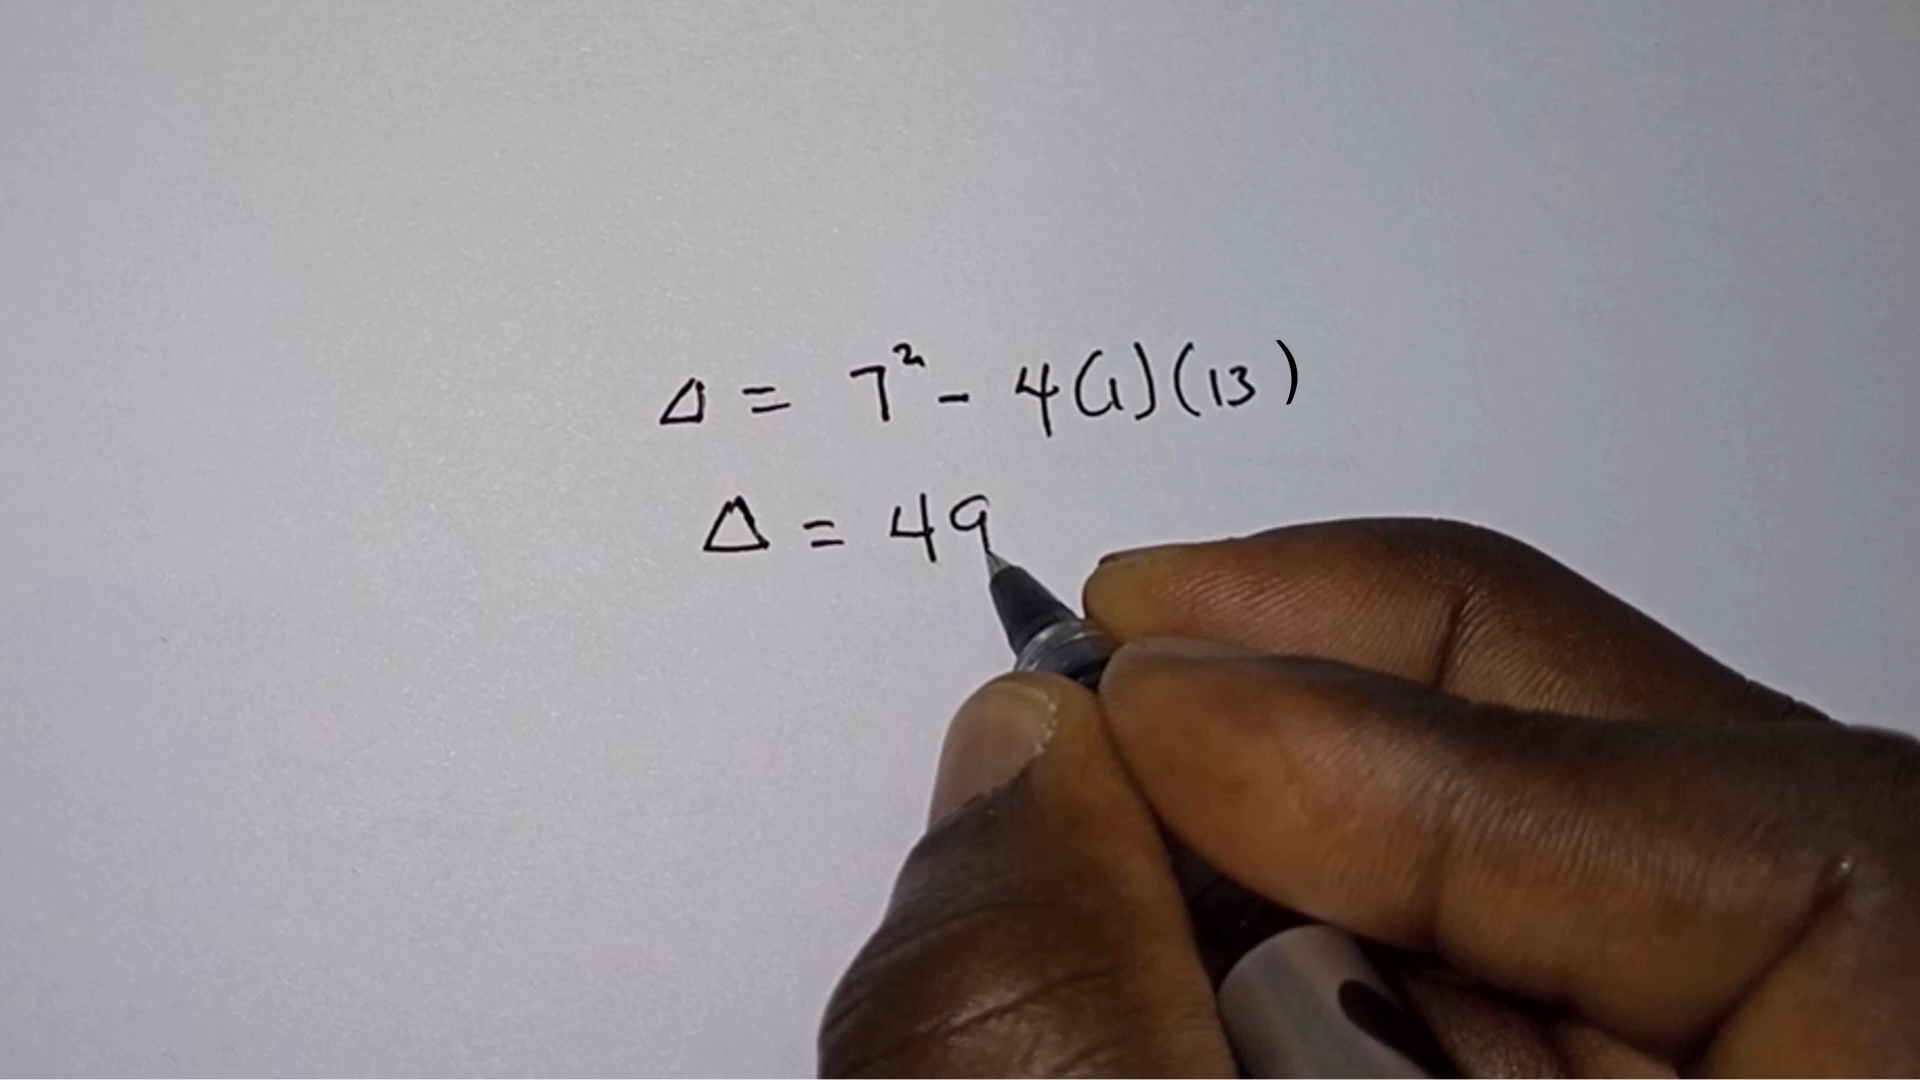 Δ = 7² - 4(1)(13)
Δ = 49